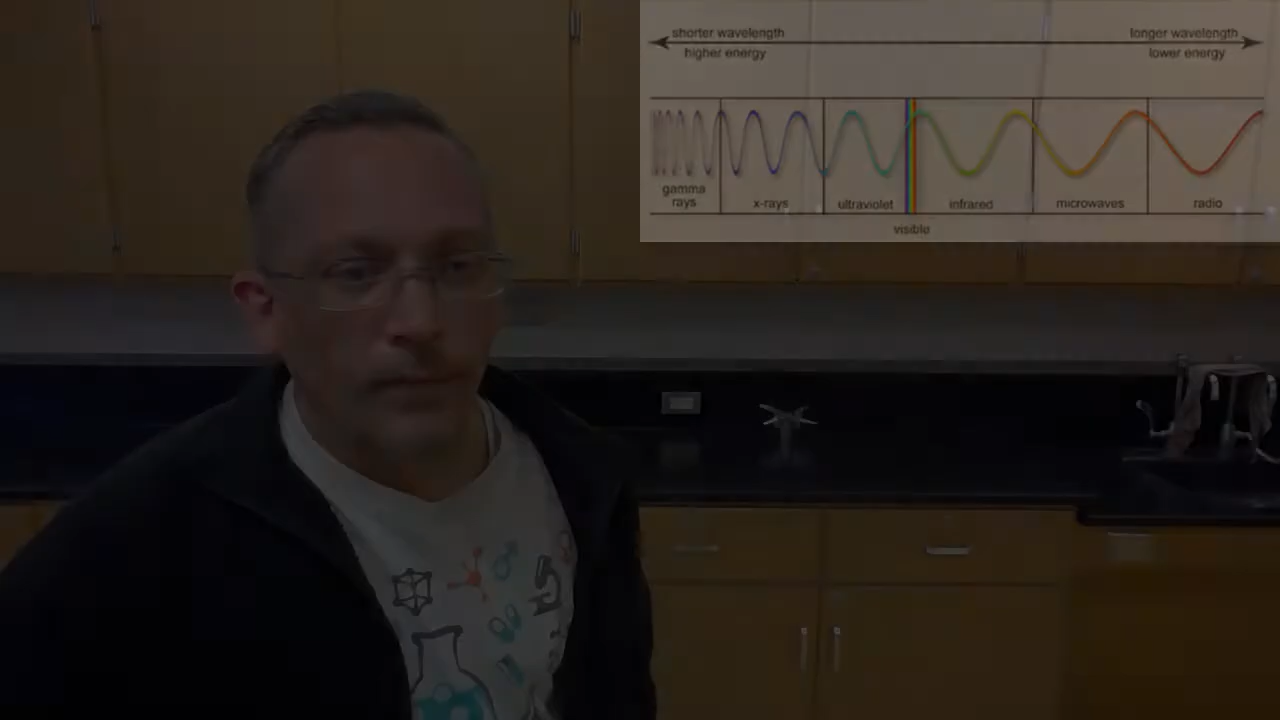 shorter wavelength
higher energy
longer wavelength
lower energy
gamma rays
x-rays
ultraviolet
infrared
microwaves
radio
visible